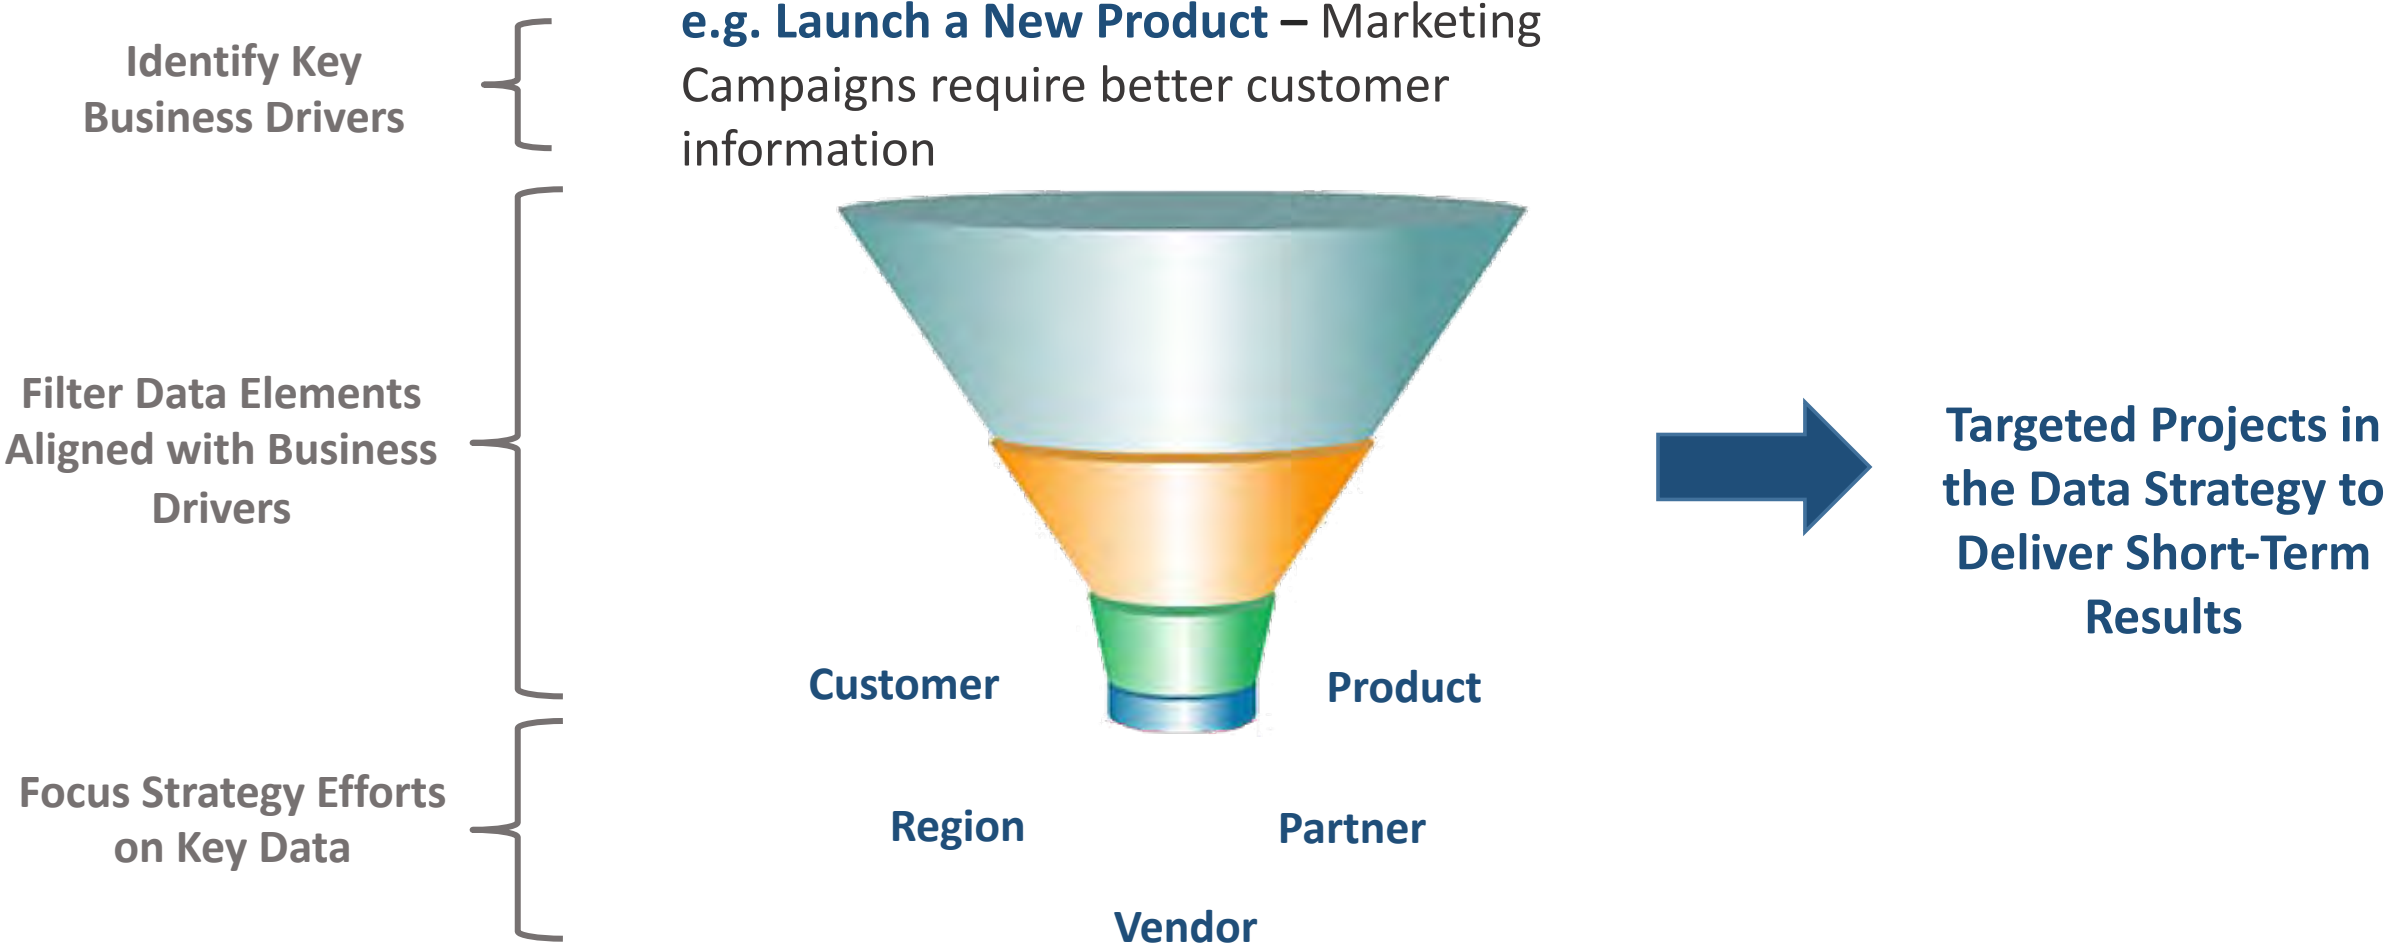 Identify Key
Business Drivers
e.g. Launch a New Product – Marketing
Campaigns require better customer
information
Filter Data Elements
Aligned with Business
Drivers
Targeted Projects in
the Data Strategy to
Deliver Short-Term
Results
Customer
Product
Focus Strategy Efforts
on Key Data
Region
Partner
Vendor